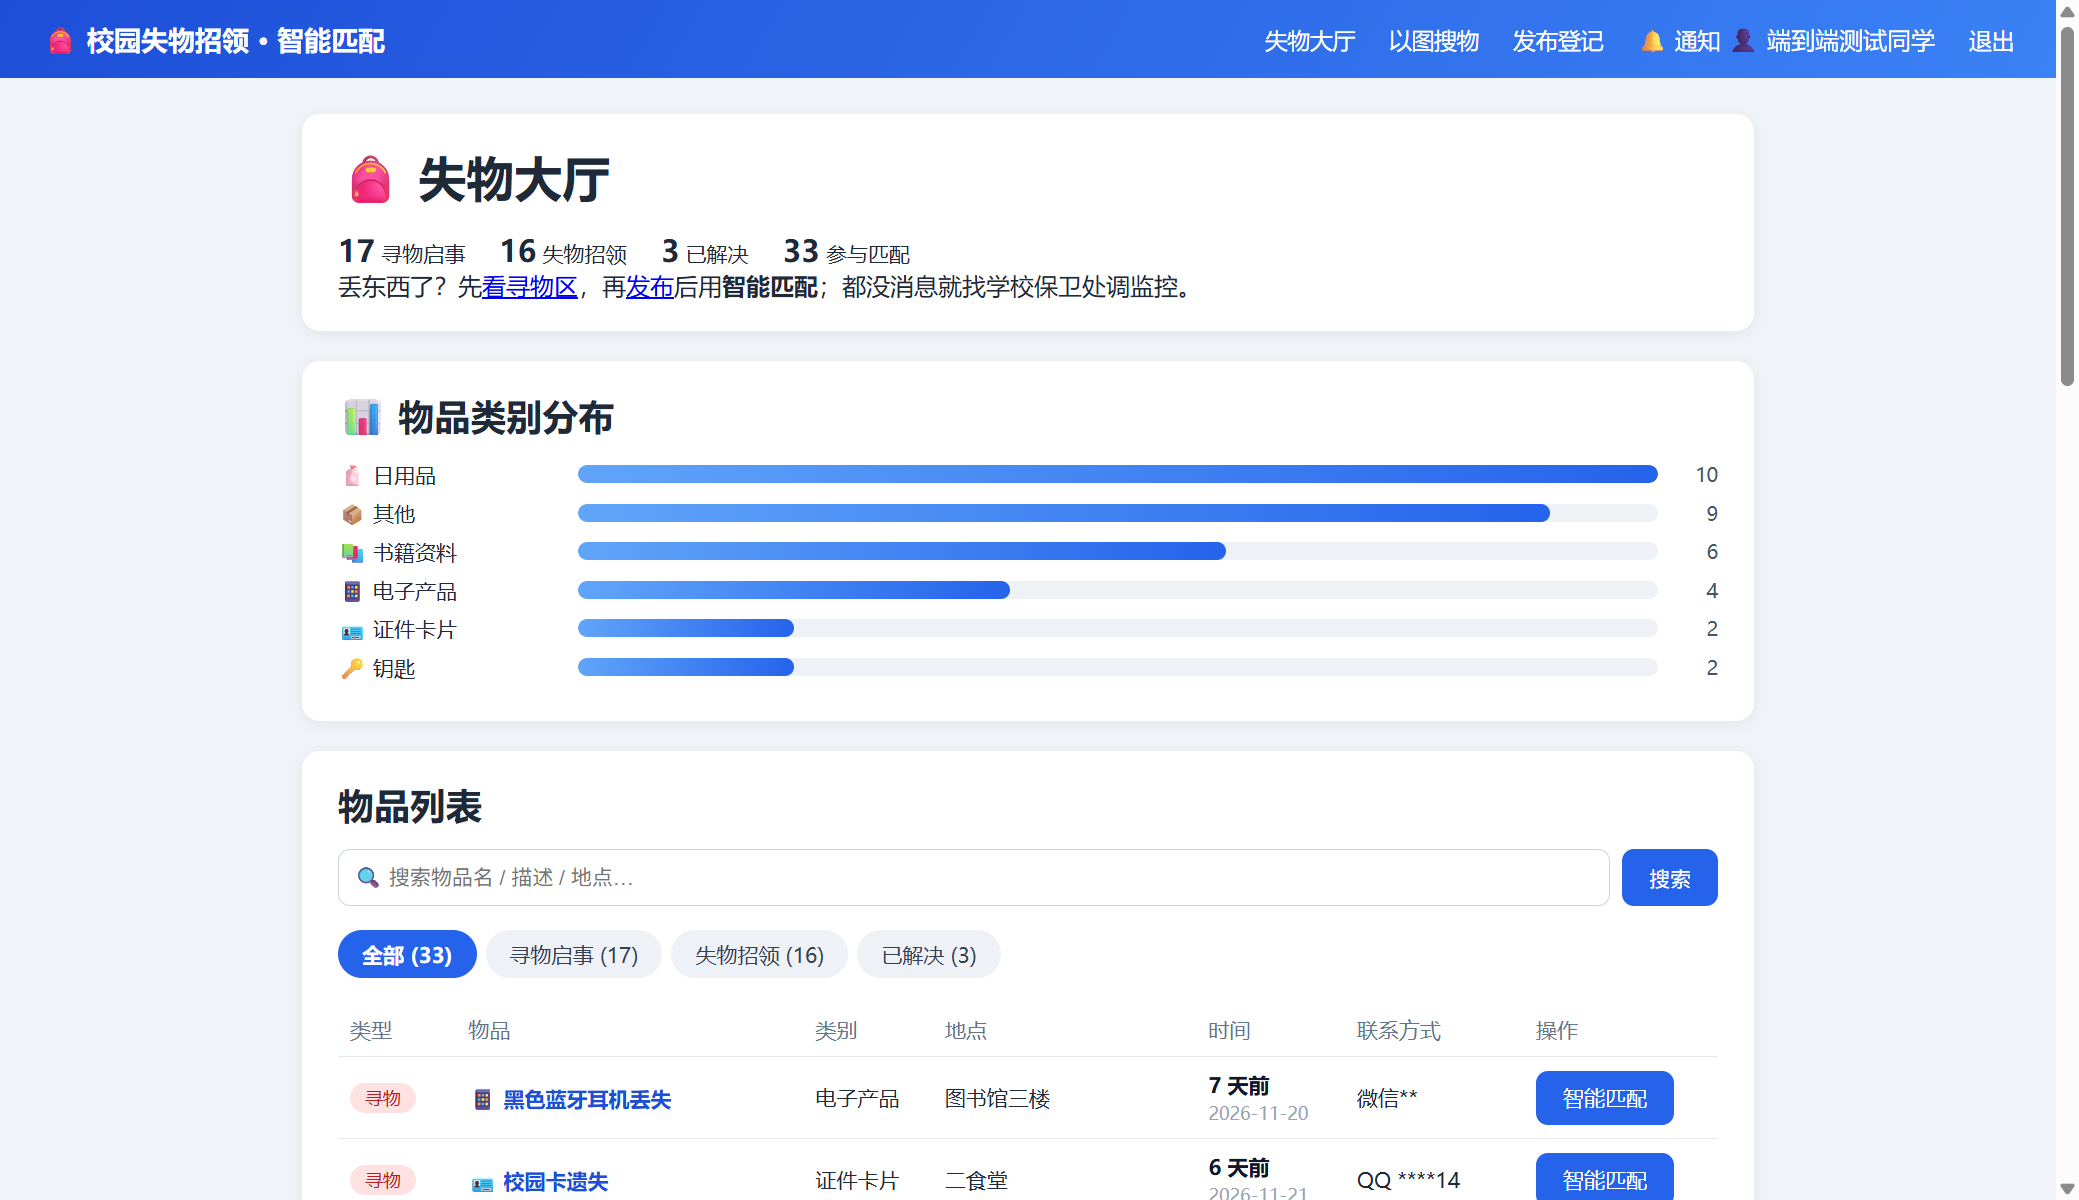 校园失物招领 · 智能匹配
失物大厅 以图搜物 发布登记 通知 端到端测试同学 退出
失物大厅
17 寻物启事 16 失物招领 3 已解决 33 参与匹配
丢东西了？先看寻物区，再发布后用智能匹配；都没消息就找学校保卫处调监控。
物品类别分布
日用品 10
其他 9
书籍资料 6
电子产品 4
证件卡片 2
钥匙 2
物品列表
搜索物品名 / 描述 / 地点… 搜索
全部 (33) 寻物启事 (17) 失物招领 (16) 已解决 (3)
类型 物品 类别 地点 时间 联系方式 操作
寻物 黑色蓝牙耳机丢失 电子产品 图书馆三楼 7 天前 微信** 智能匹配
2026-11-20
寻物 校园卡遗失 证件卡片 二食堂 6 天前 QQ ****14 智能匹配
2026-11-21